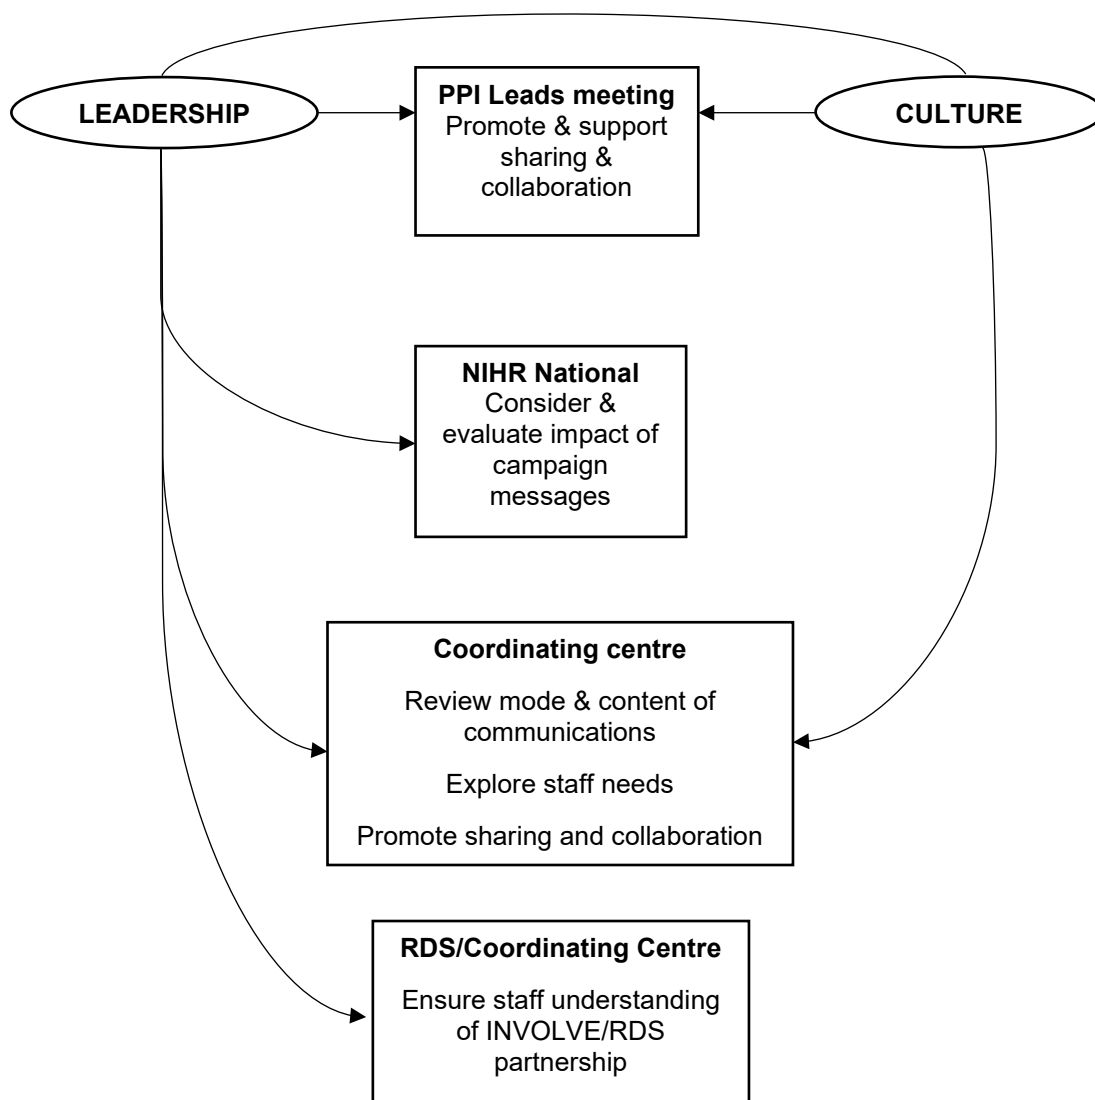 LEADERSHIP
PPI Leads meeting
Promote & support
sharing &
collaboration
CULTURE
NIHR National
Consider &
evaluate impact of
campaign
messages
Coordinating centre
Review mode & content of
communications
Explore staff needs
Promote sharing and collaboration
RDS/Coordinating Centre
Ensure staff understanding
of INVOLVE/RDS
partnership